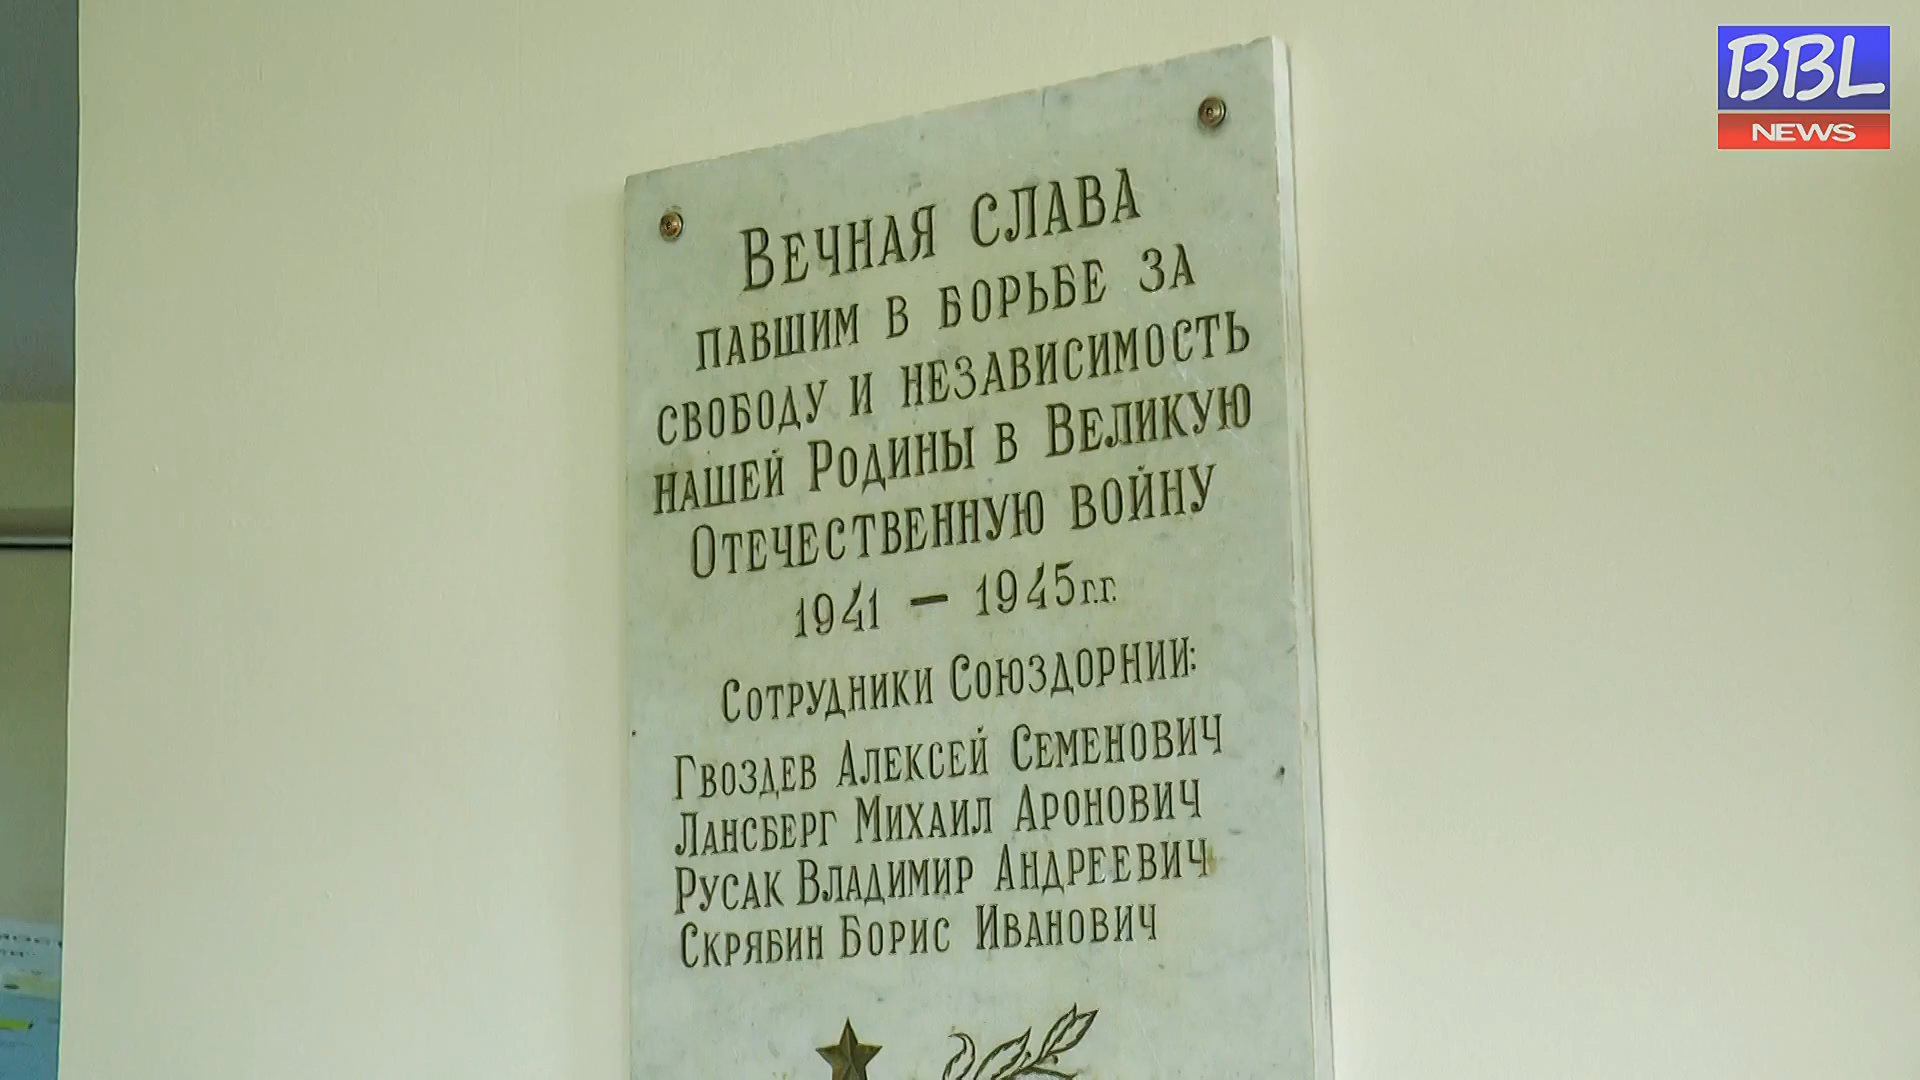 BBL
NEWS
Вечная слава
павшим в борьбе за
свободу и независимость
нашей Родины в Великую
Отечественную войну
1941 — 1945 г.г.
Сотрудники Союздорнии:
Гвоздев Алексей Семенович
Лансберг Михаил Аронович
Русак Владимир Андреевич
Скрябин Борис Иванович